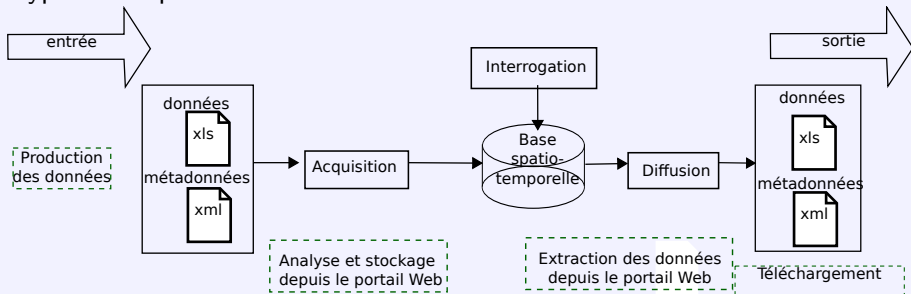 entrée
sortie
Interrogation
données
xls
métadonnées
xml
Production
des données
Acquisition
Base
spatio-
temporelle
Diffusion
données
xls
métadonnées
xml
Analyse et stockage
depuis le portail Web
Extraction des données
depuis le portail Web
Téléchargement